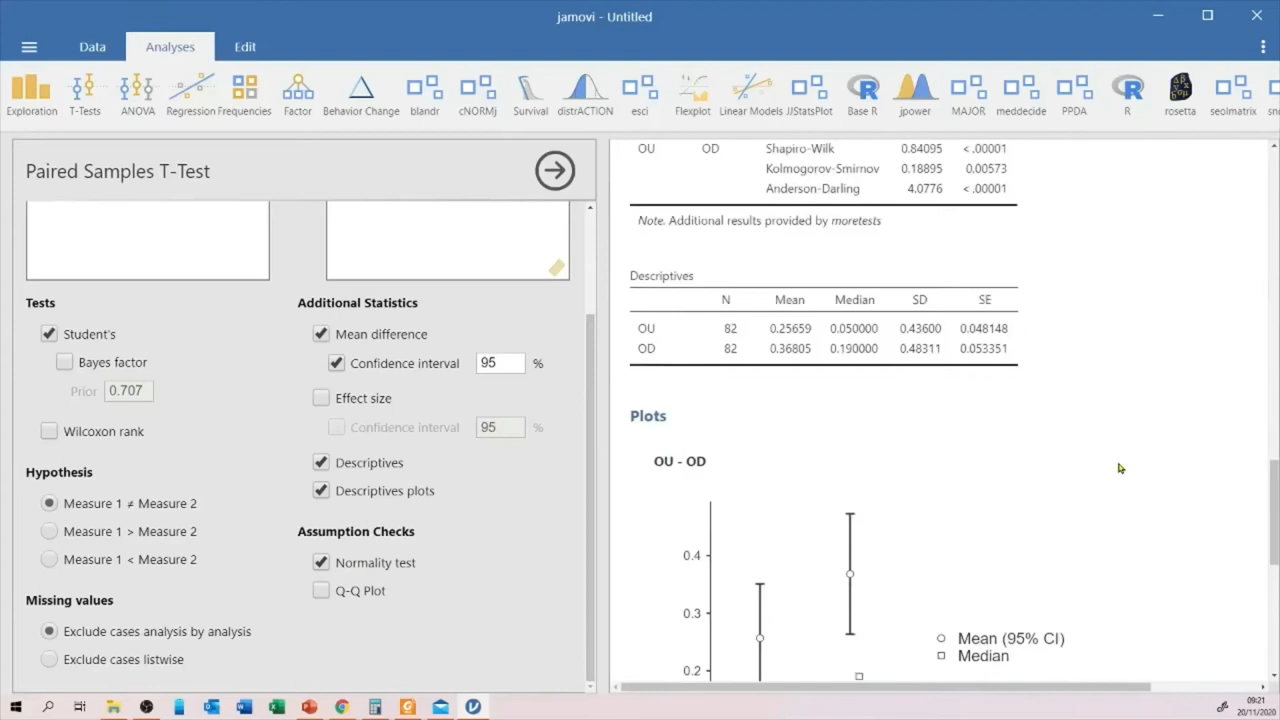 jamovi - Untitled
Data Analyses Edit
Exploration T-Tests ANOVA Regression Frequencies Factor Behavior Change blandr cNORMj Survival distrACTION esci Flexplot Linear Models JJStatsPlot Base R jpower MAJOR meddecide PPDA R rosetta seolmatrix
Paired Samples T-Test
Tests
Student's
Bayes factor
Prior 0.707
Wilcoxon rank
Hypothesis
Measure 1 ≠ Measure 2
Measure 1 > Measure 2
Measure 1 < Measure 2
Missing values
Exclude cases analysis by analysis
Exclude cases listwise
Additional Statistics
Mean difference
Confidence interval 95 %
Effect size
Confidence interval 95 %
Descriptives
Descriptives plots
Assumption Checks
Normality test
Q-Q Plot
OU OD Shapiro-Wilk 0.84095 < .00001
Kolmogorov-Smirnov 0.18895 0.00573
Anderson-Darling 4.0776 < .00001
Note. Additional results provided by moretests
Descriptives
N Mean Median SD SE
OU 82 0.25659 0.050000 0.43600 0.048148
OD 82 0.36805 0.190000 0.48311 0.053351
Plots
OU - OD
0.4
0.3
0.2
Mean (95% CI)
Median
09:21
20/11/2020